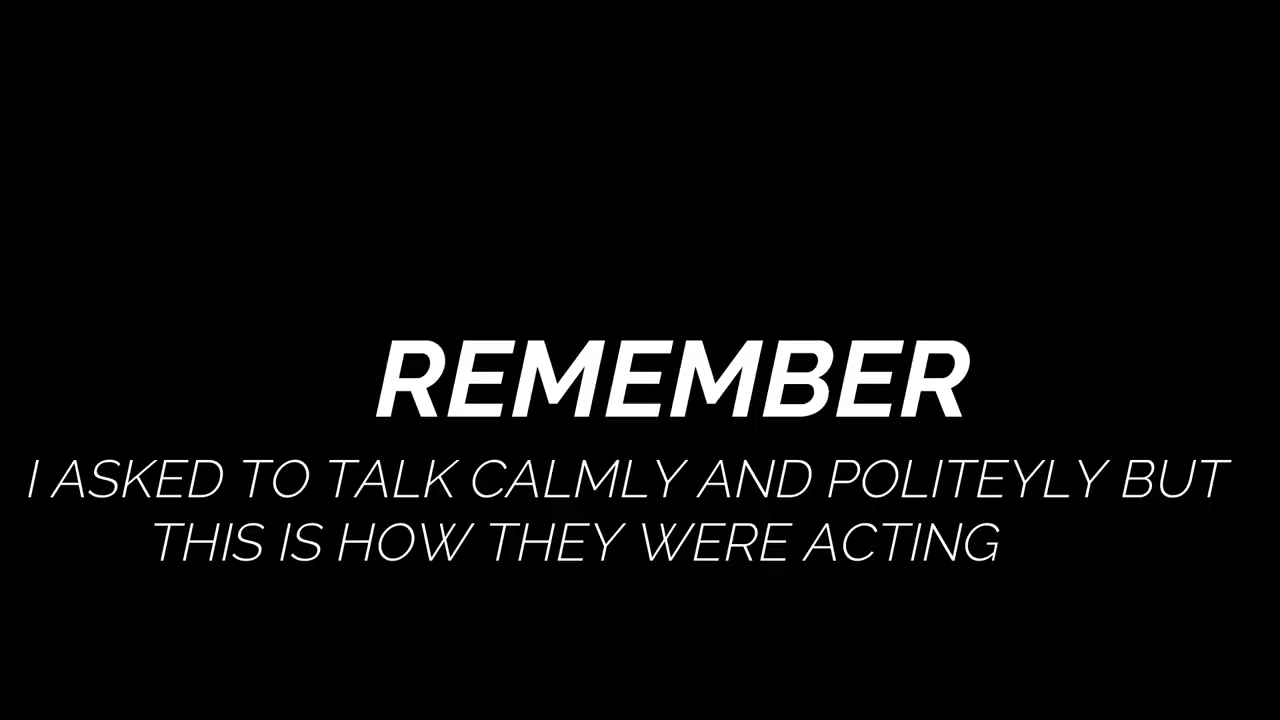 REMEMBER
I ASKED TO TALK CALMLY AND POLITEYLY BUT
THIS IS HOW THEY WERE ACTING